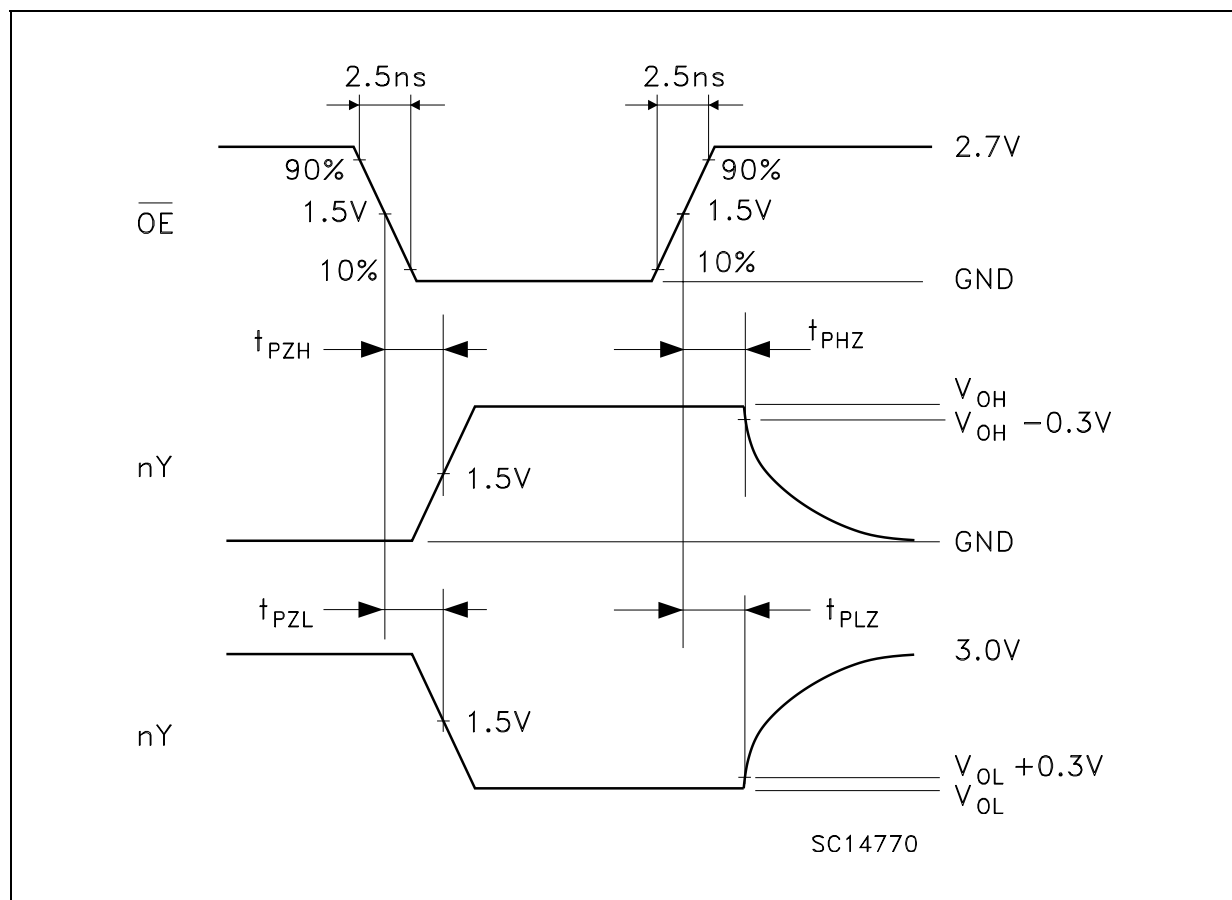 2.5ns 2.5ns
2.7V
90% 90%
OE 1.5V 1.5V
10% 10%
GND
tPZH tPHZ
VOH
VOH −0.3V
nY 1.5V
GND
tPZL tPLZ
3.0V
nY 1.5V
VOL +0.3V
VOL
SC14770